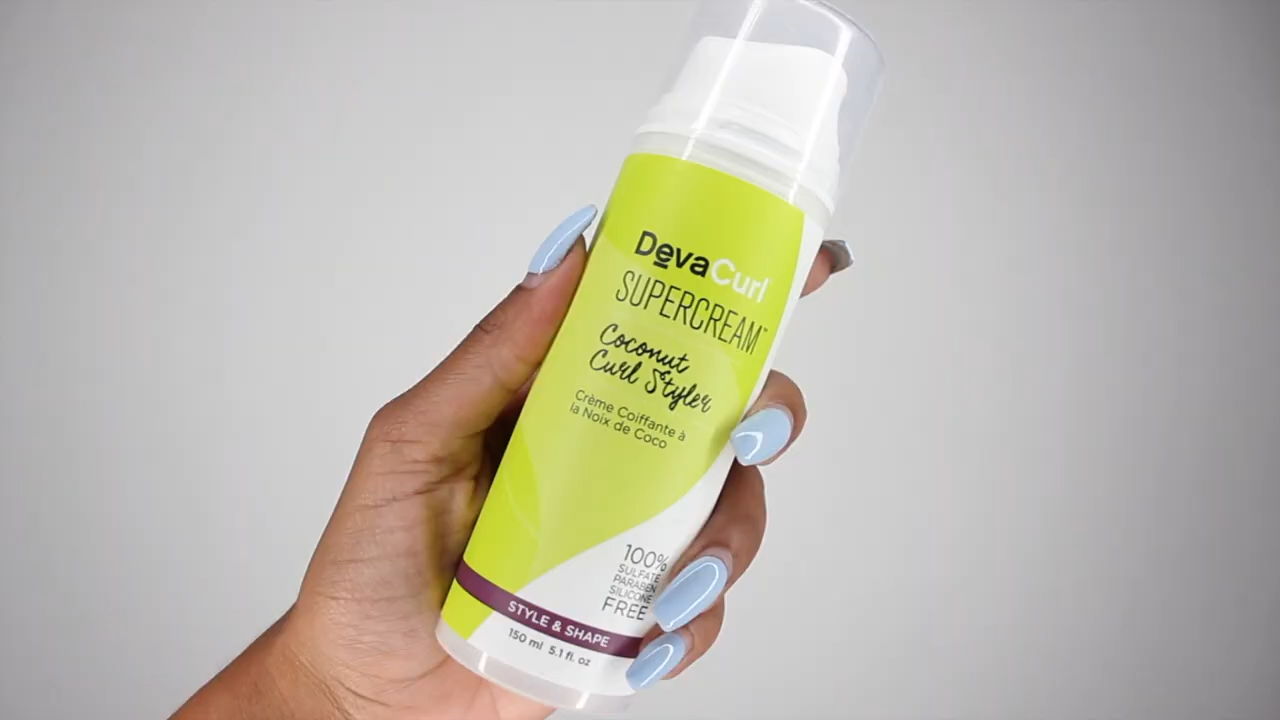 DevaCurl
SUPERCREAM™
Coconut
Curl Styler
Crème Coiffante à
la Noix de Coco
100%
SULFATE
PARABEN
SILICONE
FREE
STYLE & SHAPE
150 ml 5.1 fl. oz